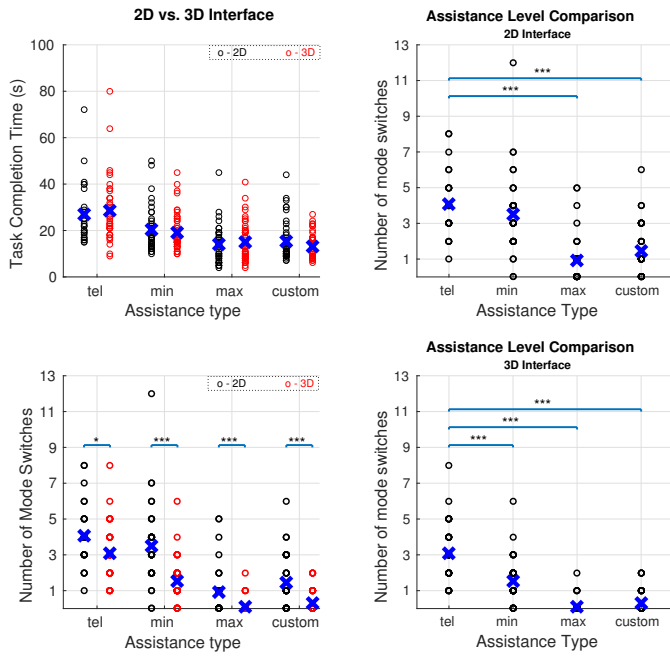 2D vs. 3D Interface
o - 2D
o - 3D
Task Completion Time (s)
100
80
60
40
20
0
tel
min
max
custom
Assistance type
Assistance Level Comparison
2D Interface
Number of mode switches
13
11
9
7
5
3
1
***
***
tel
min
max
custom
Assistance Type
o - 2D
o - 3D
Number of Mode Switches
13
11
9
7
5
3
1
*
***
***
***
tel
min
max
custom
Assistance type
Assistance Level Comparison
3D Interface
Number of mode switches
13
11
9
7
5
3
1
***
***
***
tel
min
max
custom
Assistance Type